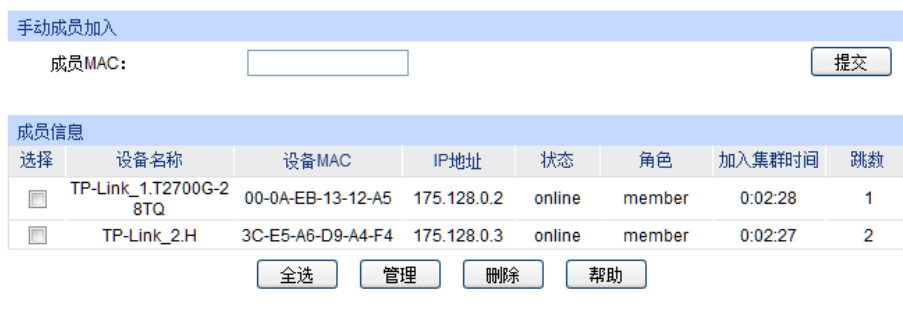 手动成员加入
成员MAC: 提交
成员信息
选择 设备名称 设备MAC IP地址 状态 角色 加入集群时间 跳数
TP-Link_1.T2700G-2
8TQ 00-0A-EB-13-12-A5 175.128.0.2 online member 0:02:28 1
TP-Link_2.H 3C-E5-A6-D9-A4-F4 175.128.0.3 online member 0:02:27 2
全选 管理 删除 帮助